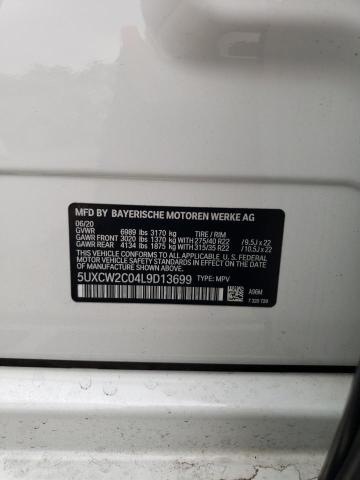 MFD BY BAYERISCHE MOTOREN WERKE AG
06/20
GVWR 6989 lbs 3170 kg TIRE / RIM
GAWR FRONT 3020 lbs 1370 kg 275/40 R22 / 9.5J x 22
GAWR REAR 4134 lbs 1875 kg 315/35 R22 / 10.5J x 22
THIS VEHICLE CONFORMS TO ALL APPLICABLE U.S. FEDERAL
MOTOR VEHICLE SAFETY STANDARDS IN EFFECT ON THE
DATE OF MANUFACTURE SHOWN ABOVE.
5UXCW2C04L9D13699 TYPE: MPV
A96M